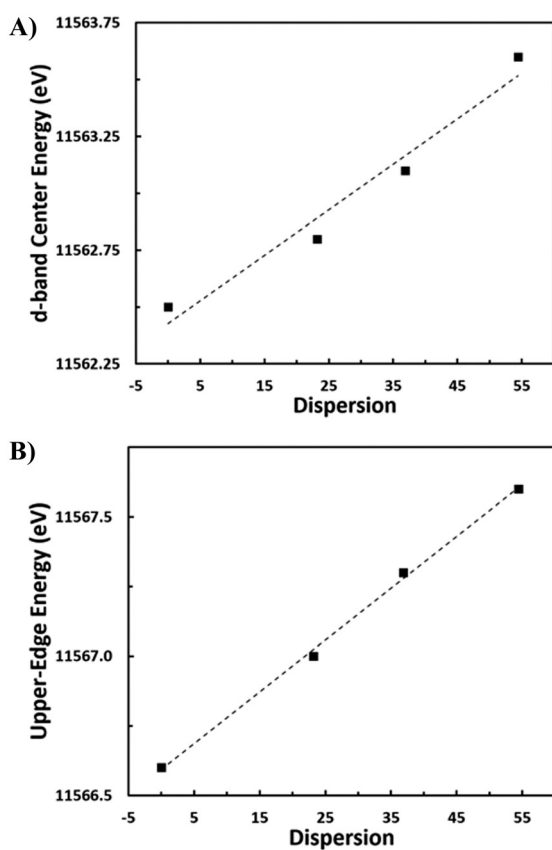 A)
d-band Center Energy (eV)
11563.75
11563.25
11562.75
11562.25
-5 5 15 25 35 45 55
Dispersion
B)
Upper-Edge Energy (eV)
11567.5
11567.0
11566.5
-5 5 15 25 35 45 55
Dispersion